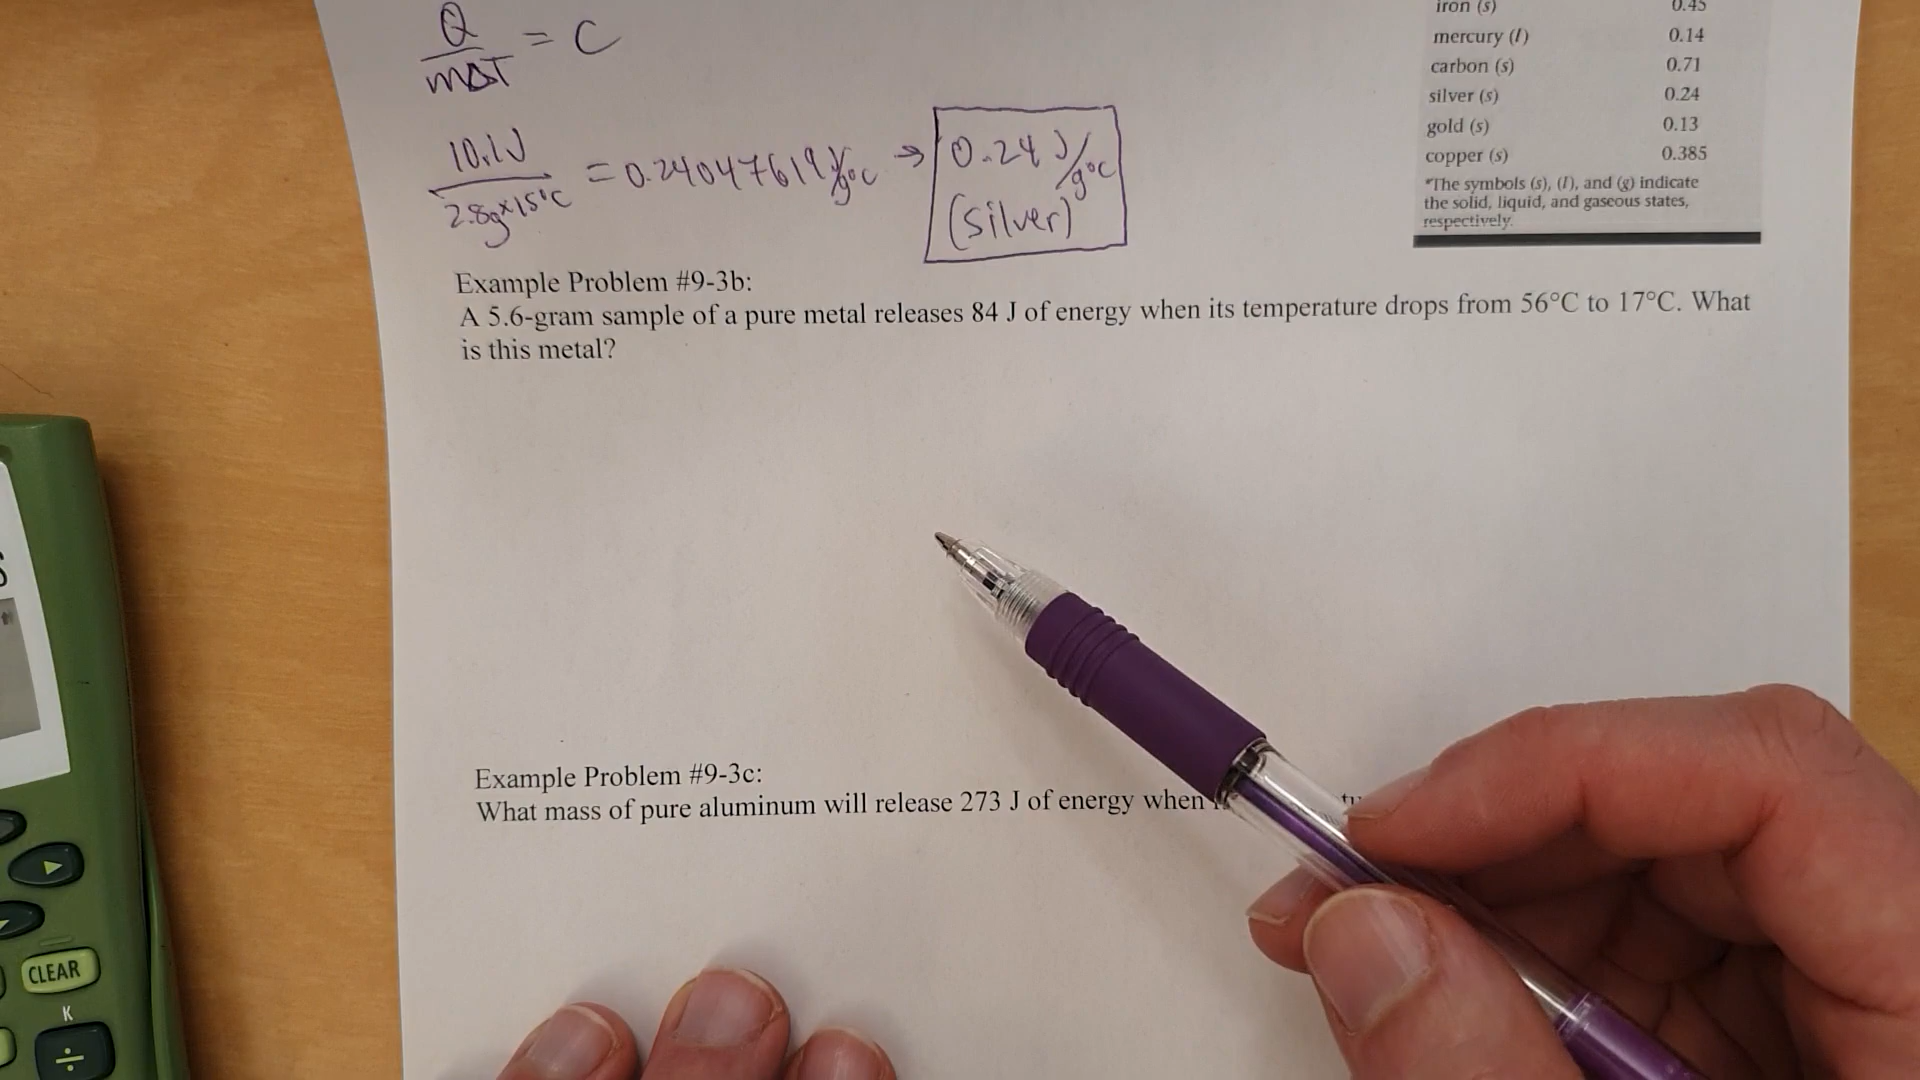 Q
mΔT = C
iron (s) 0.45
mercury (l) 0.14
carbon (s) 0.71
silver (s) 0.24
gold (s) 0.13
copper (s) 0.385
*The symbols (s), (l), and (g) indicate
the solid, liquid, and gaseous states,
respectively.
10.1J
2.8g×15°C = 0.24047619 J/g°C → 0.24 J/g°C
(silver)
Example Problem #9-3b:
A 5.6-gram sample of a pure metal releases 84 J of energy when its temperature drops from 56°C to 17°C. What
is this metal?
Example Problem #9-3c:
What mass of pure aluminum will release 273 J of energy when
CLEAR
K
÷